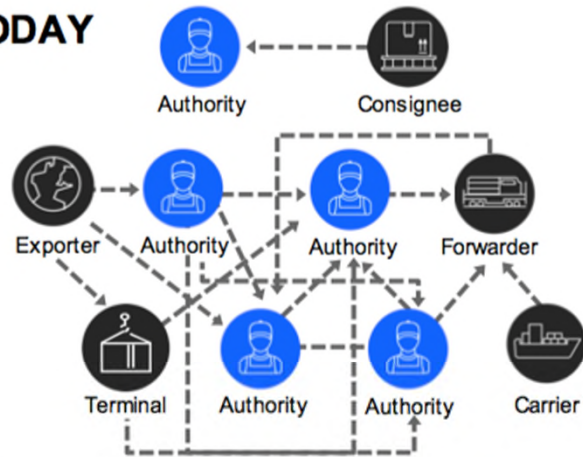 ODAY
Authority
Consignee
Exporter
Authority
Authority
Forwarder
Terminal
Authority
Authority
Carrier